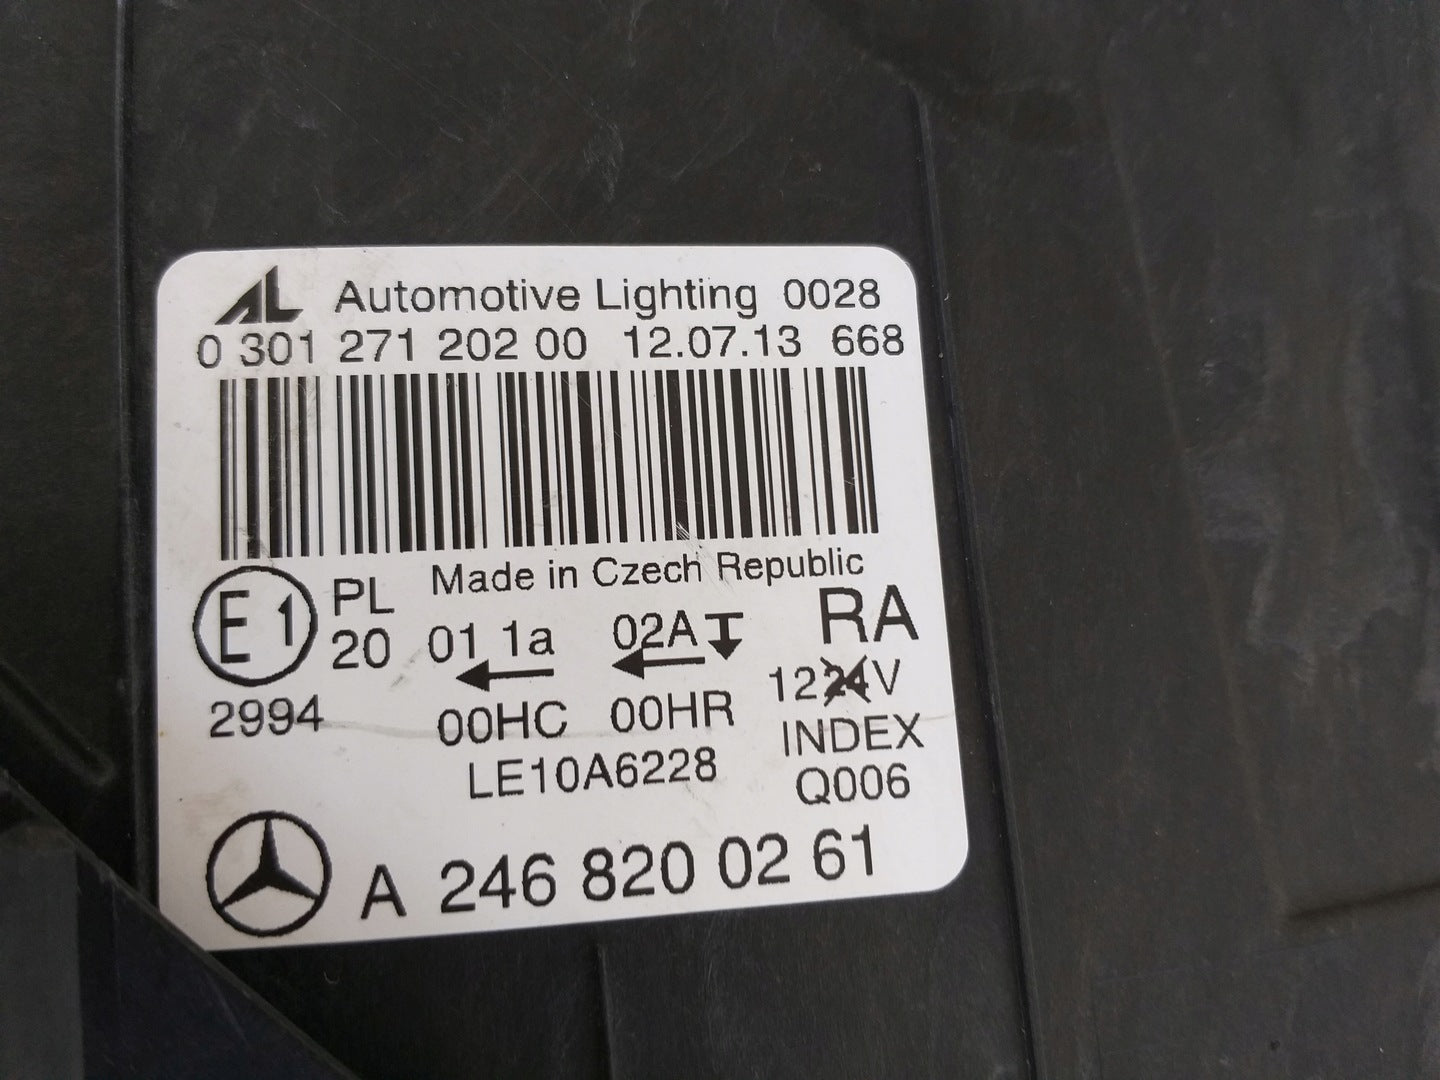 AL Automotive Lighting 0028
0 301 271 202 00 12.07.13 668
Made in Czech Republic
E1 PL 20 01 1a 02A RA
2994 00HC 00HR 1224V
LE10A6228 INDEX Q006
A 246 820 02 61